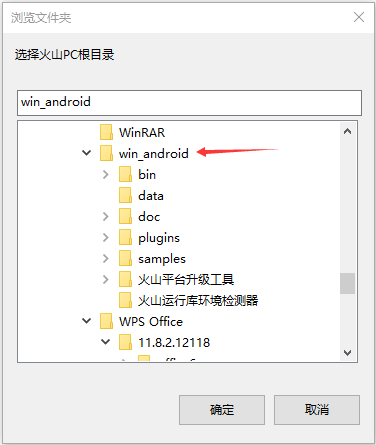 浏览文件夹
选择火山PC根目录
win_android
WinRAR
win_android
bin
data
doc
plugins
samples
火山平台升级工具
火山运行库环境检测器
WPS Office
11.8.2.12118
确定
取消